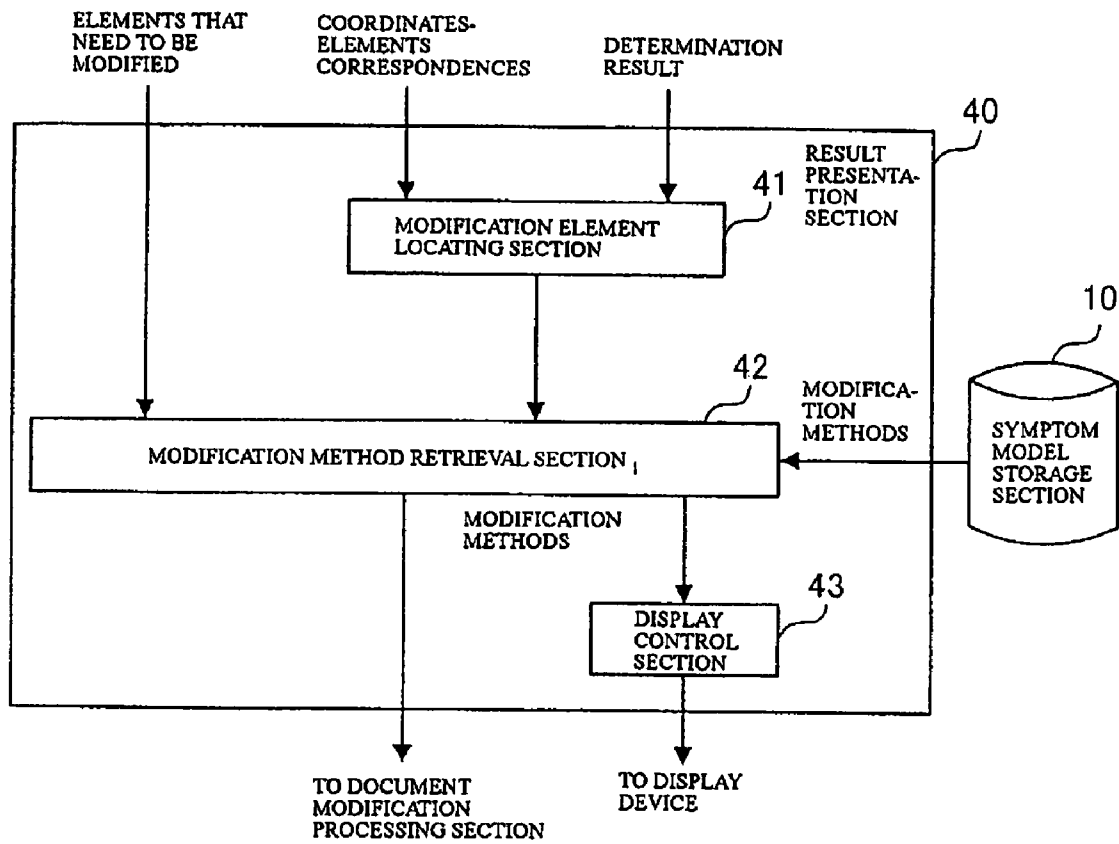 ELEMENTS THAT
NEED TO BE
MODIFIED
COORDINATES-
ELEMENTS
CORRESPONDENCES
DETERMINATION
RESULT
40
RESULT
PRESENTA-
TION
SECTION
41
MODIFICATION ELEMENT
LOCATING SECTION
10
42
MODIFICA-
TION
METHODS
SYMPTOM
MODEL
STORAGE
SECTION
MODIFICATION METHOD RETRIEVAL SECTION
MODIFICATION
METHODS
43
DISPLAY
CONTROL
SECTION
TO DOCUMENT
MODIFICATION
PROCESSING SECTION
TO DISPLAY
DEVICE